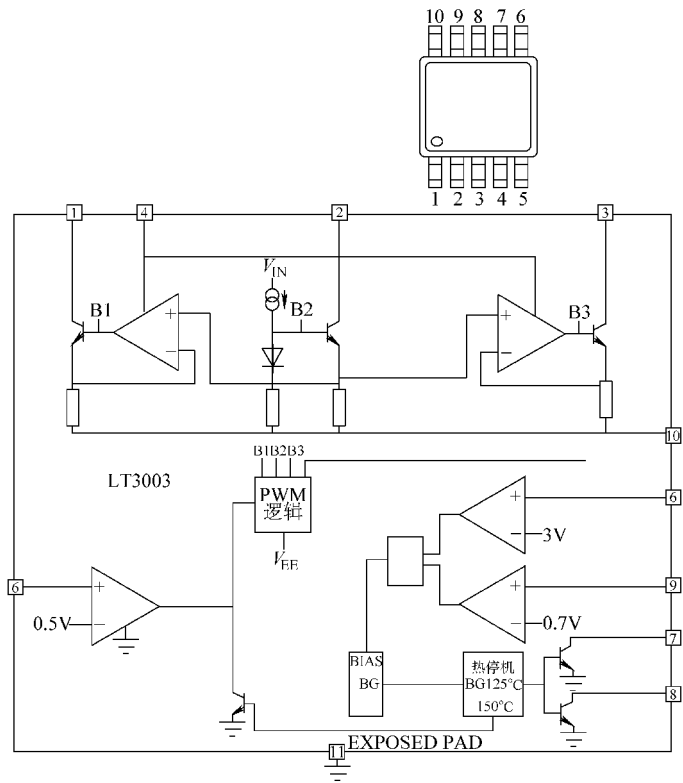 10 9 8 7 6
1 2 3 4 5
1 4 2 3
VIN
B1 B2 B3
+ + +
− −
10
B1B2B3
LT3003
PWM
逻辑
VEE
+ 6
−3V
6 +
0.5V−
+ 9
−0.7V
7
BIAS
BG
热停机
BG125°C
150°C
8
11 EXPOSED PAD